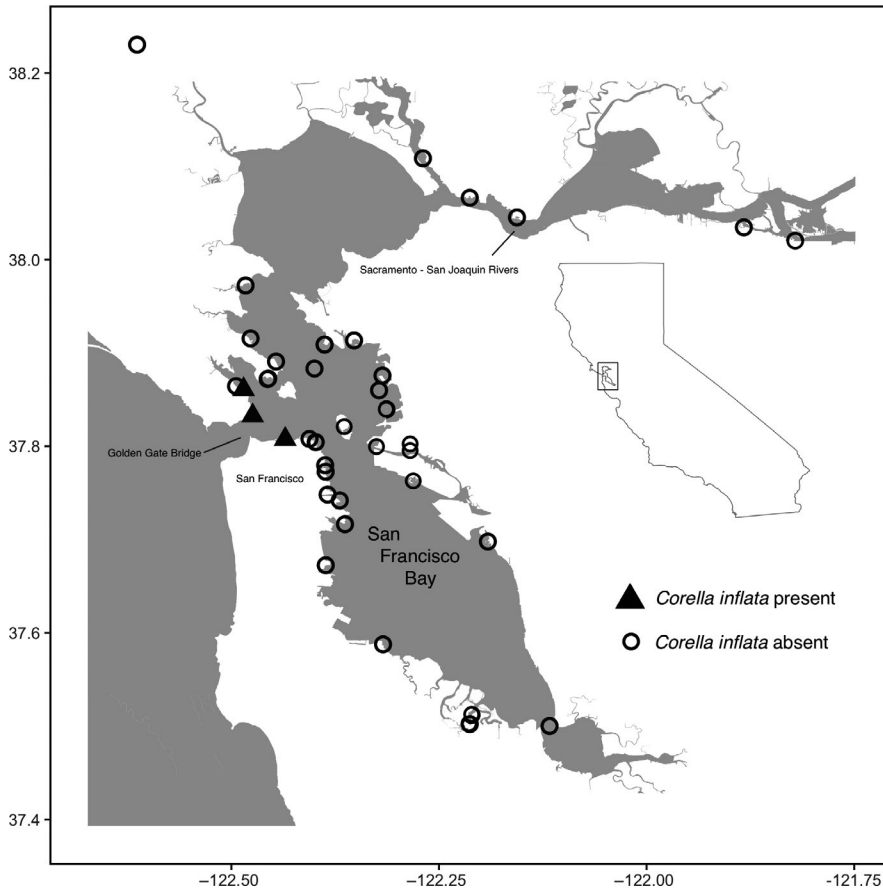 38.2
38.0
37.8
37.6
37.4
Sacramento - San Joaquin Rivers
Golden Gate Bridge
San Francisco
San
Francisco
Bay
Corella inflata present
Corella inflata absent
–122.50
–122.25
–122.00
-121.75